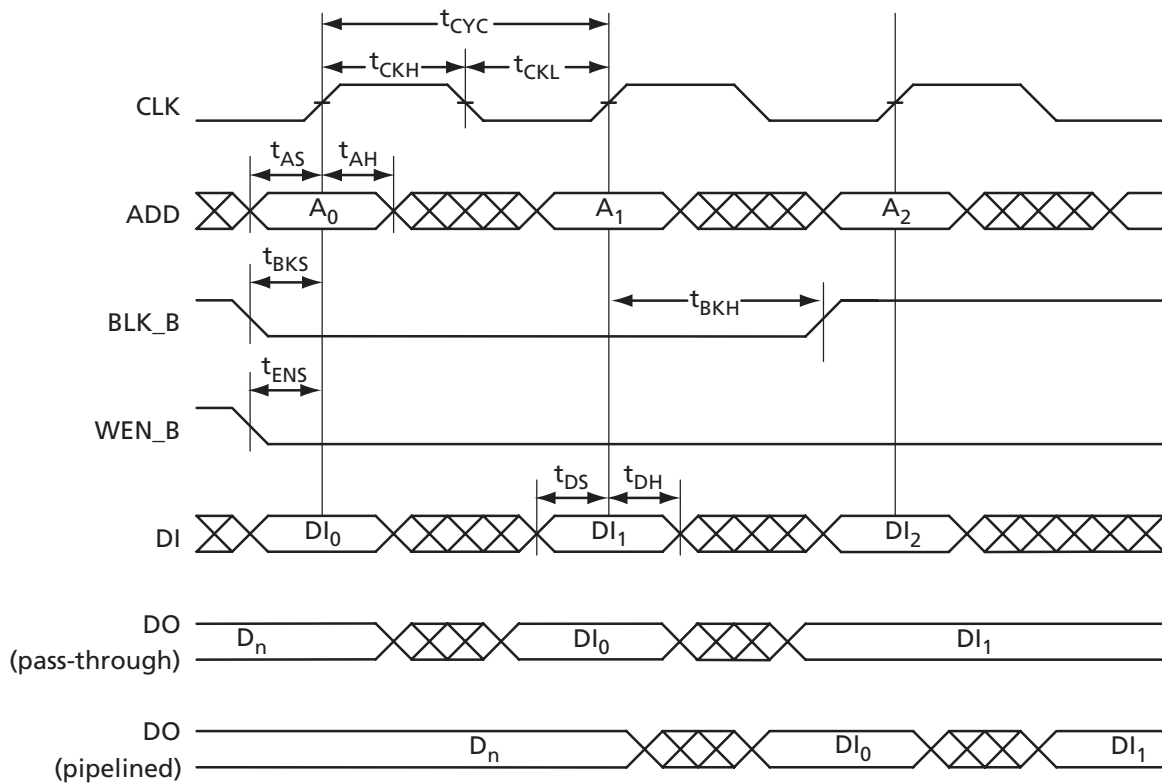 tCYC
tCKH tCKL
CLK
tAS tAH
ADD A0 A1 A2
tBKS
tBKH
BLK_B
tENS
WEN_B
tDS tDH
DI DI0 DI1 DI2
DO
(pass-through) Dn DI0 DI1
DO
(pipelined) Dn DI0 DI1